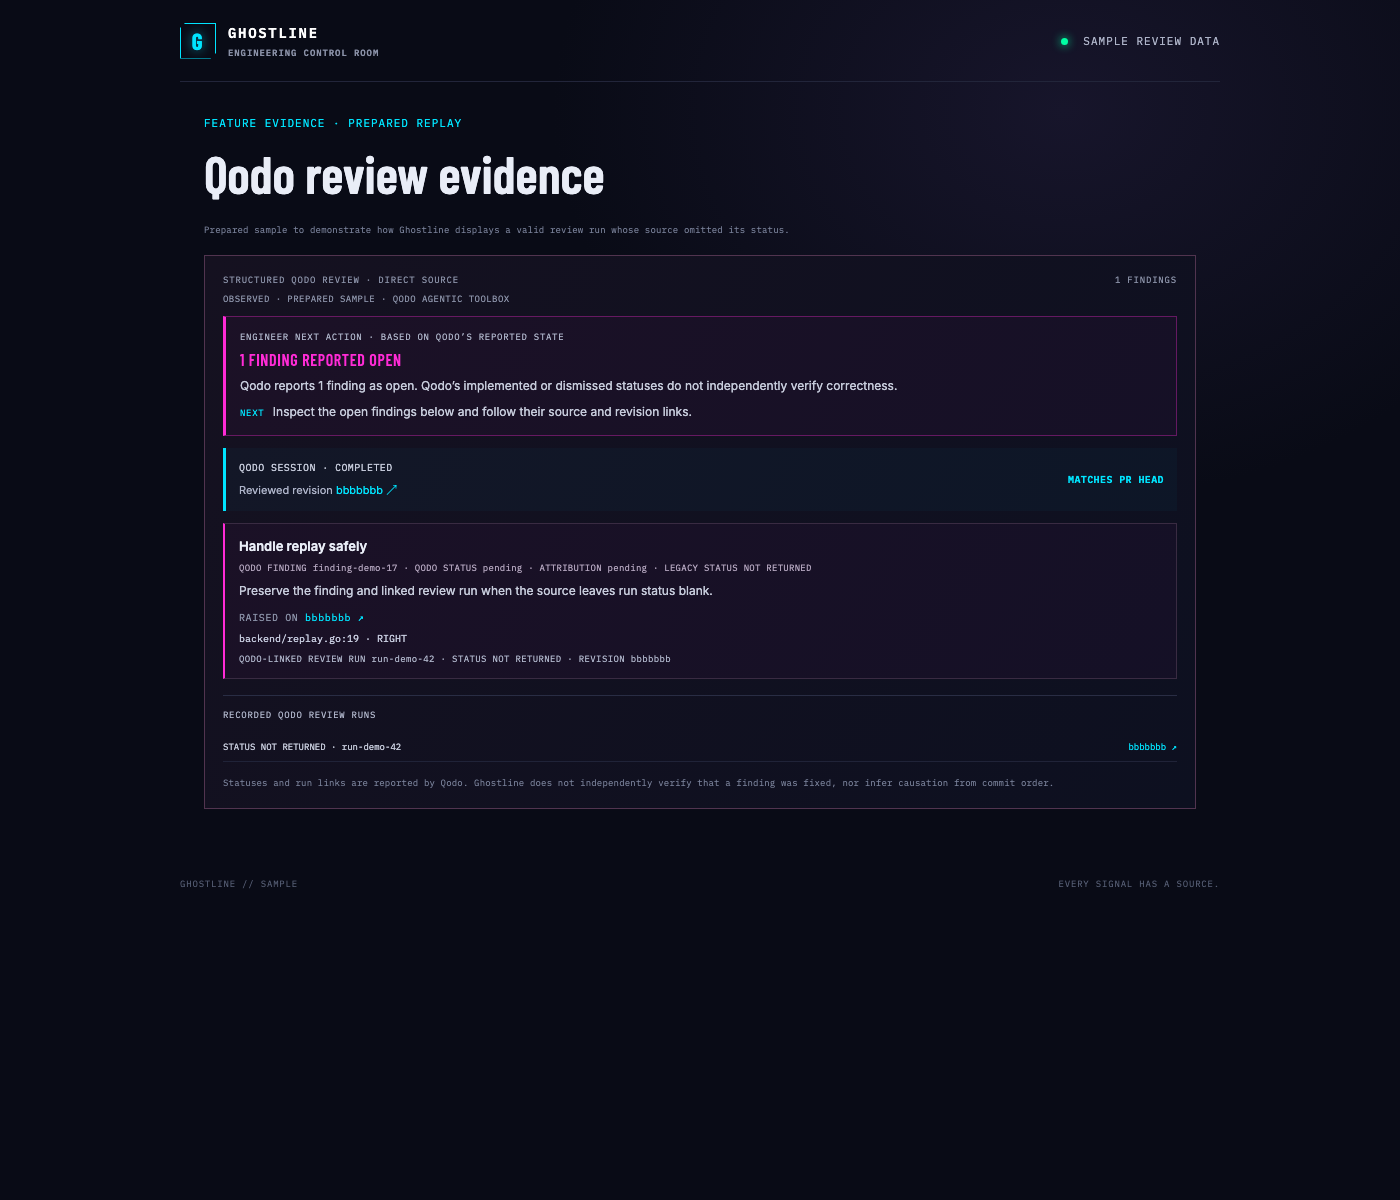 G
GHOSTLINE
ENGINEERING CONTROL ROOM
SAMPLE REVIEW DATA
FEATURE EVIDENCE · PREPARED REPLAY
Qodo review evidence
Prepared sample to demonstrate how Ghostline displays a valid review run whose source omitted its status.
STRUCTURED QODO REVIEW · DIRECT SOURCE
1 FINDINGS
OBSERVED · PREPARED SAMPLE · QODO AGENTIC TOOLBOX
ENGINEER NEXT ACTION · BASED ON QODO’S REPORTED STATE
1 FINDING REPORTED OPEN
Qodo reports 1 finding as open. Qodo’s implemented or dismissed statuses do not independently verify correctness.
NEXT Inspect the open findings below and follow their source and revision links.
QODO SESSION · COMPLETED
Reviewed revision bbbbbbb ↗
MATCHES PR HEAD
Handle replay safely
QODO FINDING finding-demo-17 · QODO STATUS pending · ATTRIBUTION pending · LEGACY STATUS NOT RETURNED
Preserve the finding and linked review run when the source leaves run status blank.
RAISED ON bbbbbbb ↗
backend/replay.go:19 · RIGHT
QODO-LINKED REVIEW RUN run-demo-42 · STATUS NOT RETURNED · REVISION bbbbbbb
RECORDED QODO REVIEW RUNS
STATUS NOT RETURNED · run-demo-42
bbbbbbb ↗
Statuses and run links are reported by Qodo. Ghostline does not independently verify that a finding was fixed, nor infer causation from commit order.
GHOSTLINE // SAMPLE
EVERY SIGNAL HAS A SOURCE.